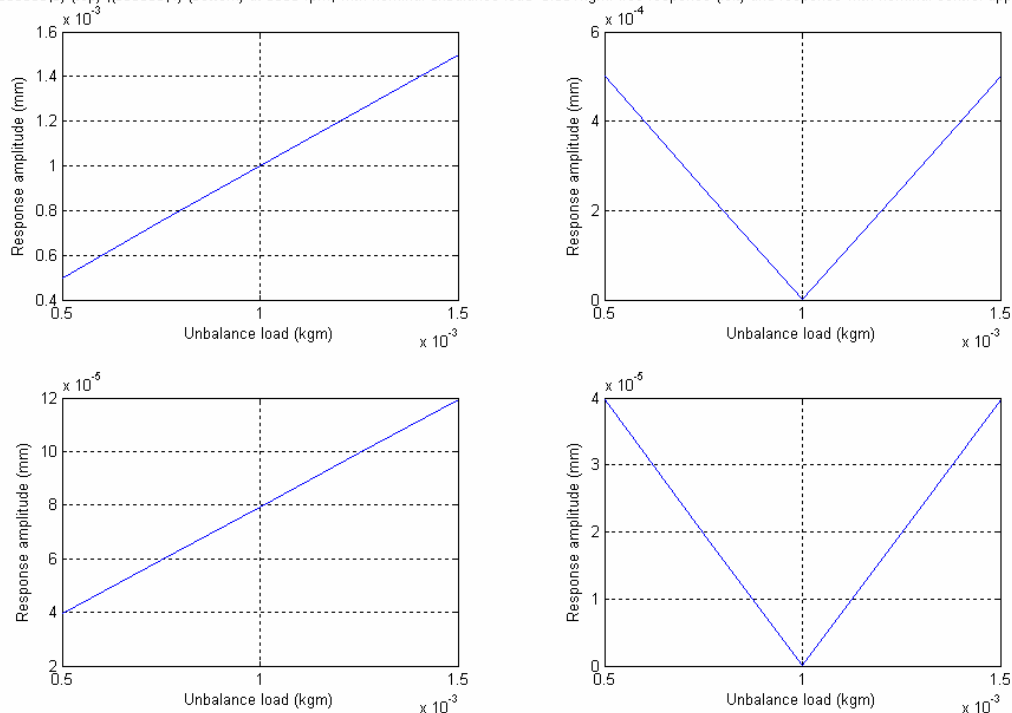 x 10-3
1.6
1.4
1.2
1
0.8
0.6
0.4
0.5 1 1.5
Response amplitude (mm)
Unbalance load (kgm)
x 10-3
x 10-4
6
4
2
0
0.5 1 1.5
Response amplitude (mm)
Unbalance load (kgm)
x 10-3
x 10-5
12
10
8
6
4
2
0.5 1 1.5
Response amplitude (mm)
Unbalance load (kgm)
x 10-3
x 10-5
4
3
2
1
0
0.5 1 1.5
Response amplitude (mm)
Unbalance load (kgm)
x 10-3